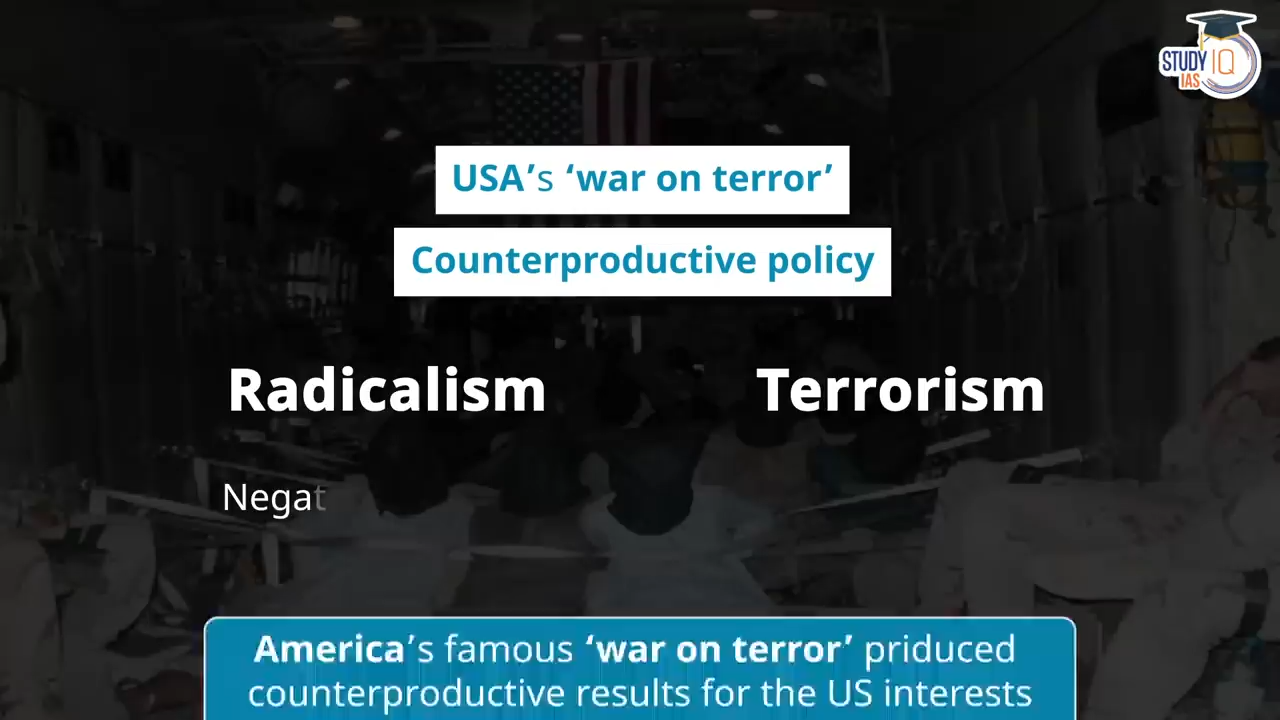 STUDY IQ
IAS
USA’s ‘war on terror’
Counterproductive policy
Radicalism Terrorism
Negat
America’s famous ‘war on terror’ priduced
counterproductive results for the US interests